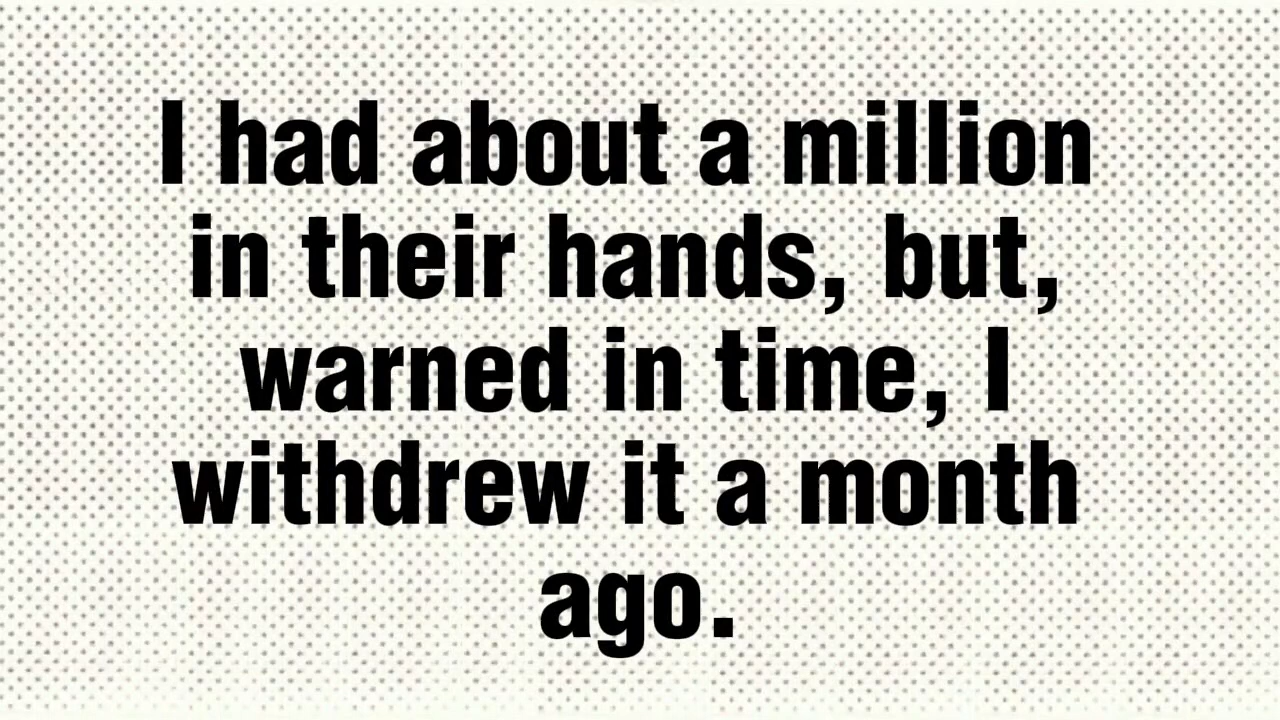 I had about a million
in their hands, but,
warned in time, I
withdrew it a month
ago.